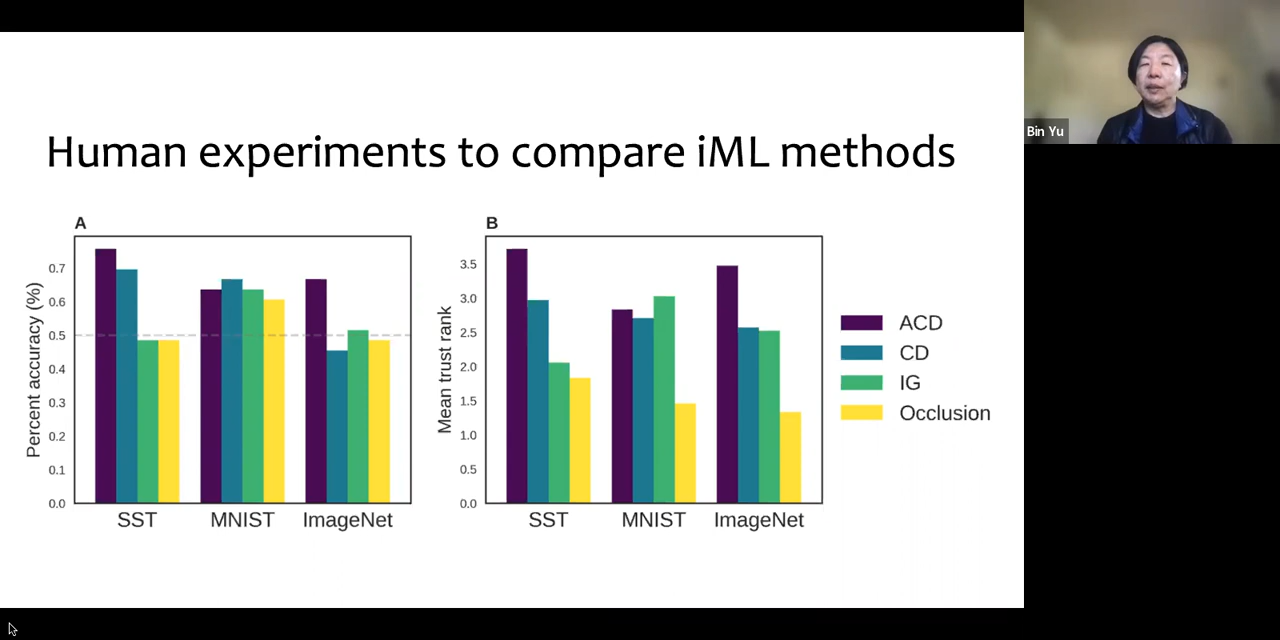 Human experiments to compare iML methods
Bin Yu
A
Percent accuracy (%)
0.7
0.6
0.5
0.4
0.3
0.2
0.1
0.0
SST
MNIST
ImageNet
B
Mean trust rank
3.5
3.0
2.5
2.0
1.5
1.0
0.5
0.0
SST
MNIST
ImageNet
ACD
CD
IG
Occlusion